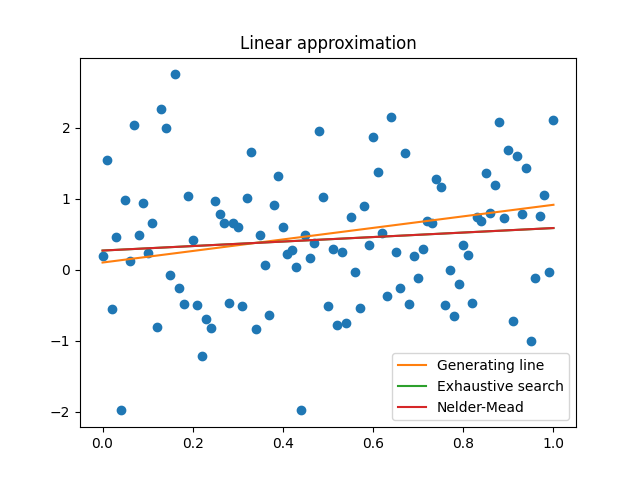 Linear approximation
2
1
0
−1
−2
0.0 0.2 0.4 0.6 0.8 1.0
Generating line
Exhaustive search
Nelder-Mead